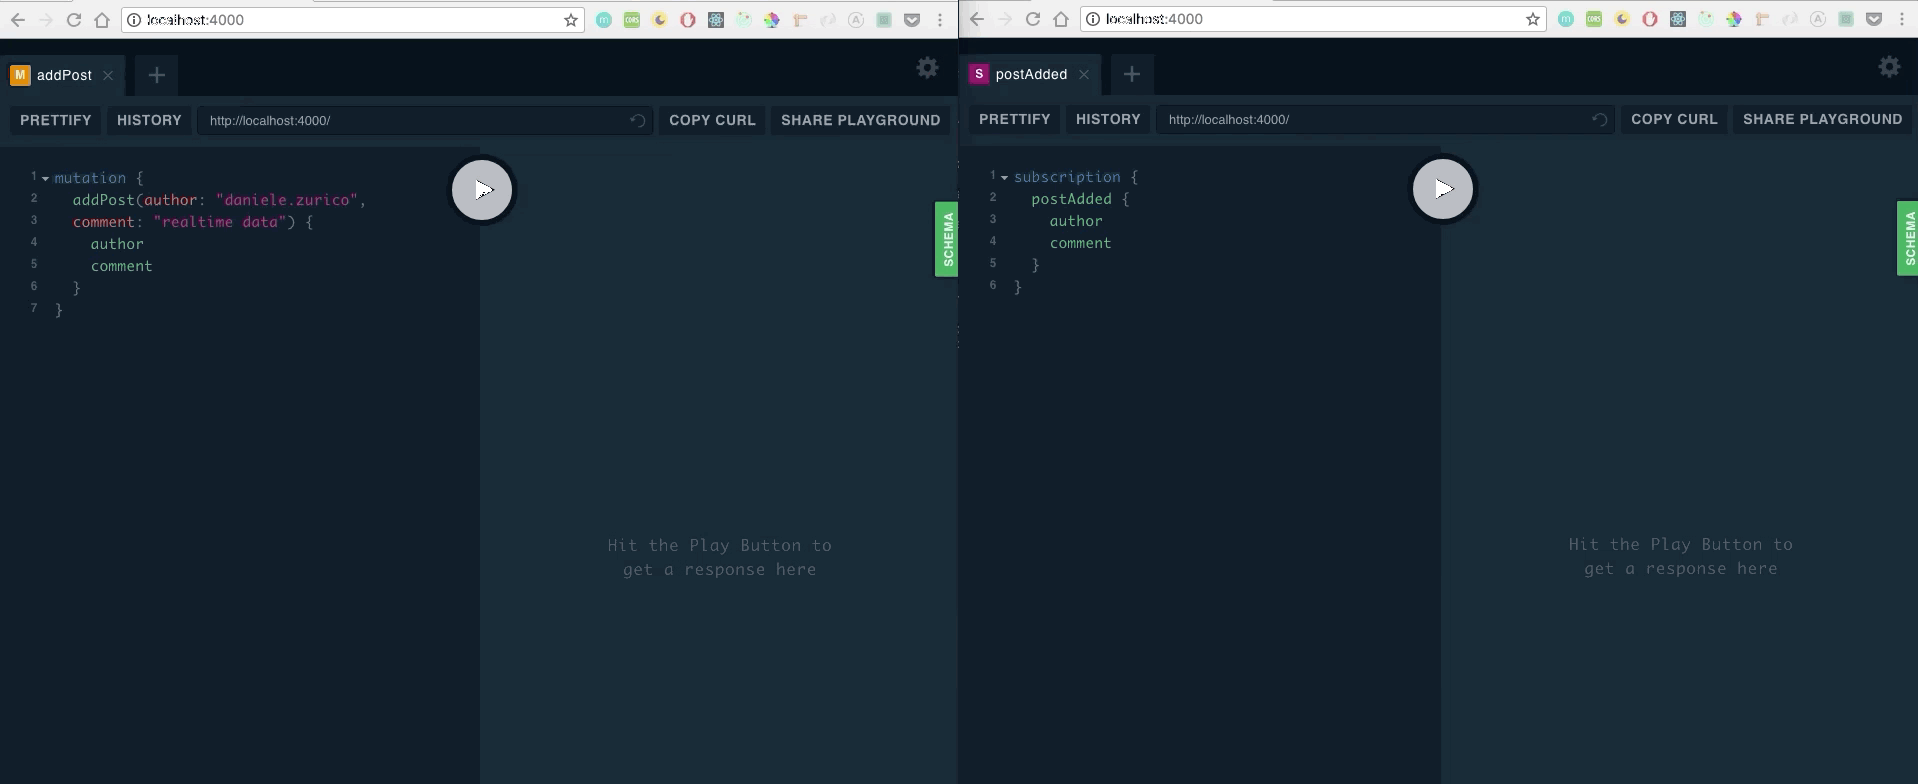 localhost:4000
M addPost
PRETTIFY HISTORY http://localhost:4000/ COPY CURL SHARE PLAYGROUND
1 mutation {
2 addPost(author: "daniele.zurico",
3 comment: "realtime data") {
4 author
5 comment
6 }
7 }
SCHEMA
Hit the Play Button to
get a response here
localhost:4000
S postAdded
PRETTIFY HISTORY http://localhost:4000/ COPY CURL SHARE PLAYGROUND
1 subscription {
2 postAdded {
3 author
4 comment
5 }
6 }
SCHEMA
Hit the Play Button to
get a response here